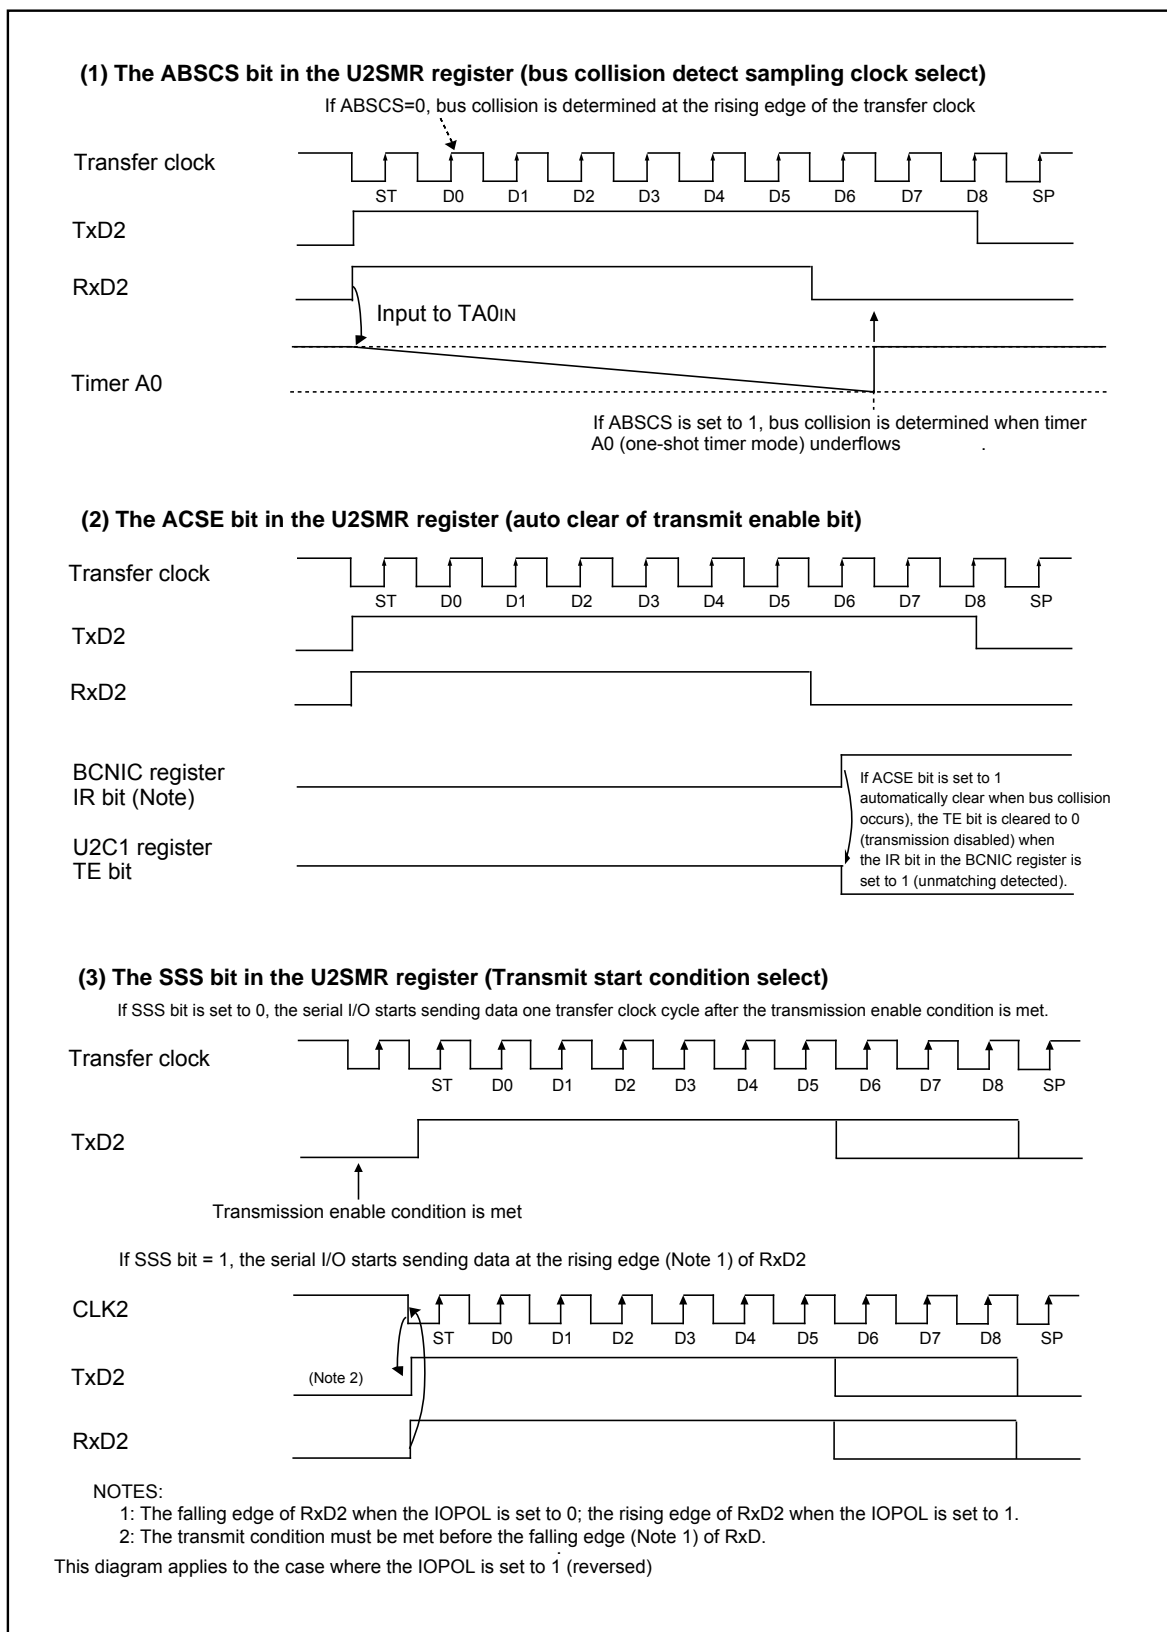 (1) The ABSCS bit in the U2SMR register (bus collision detect sampling clock select)
If ABSCS=0, bus collision is determined at the rising edge of the transfer clock
Transfer clock
ST D0 D1 D2 D3 D4 D5 D6 D7 D8 SP
TxD2
RxD2
Input to TA0IN
Timer A0
If ABSCS is set to 1, bus collision is determined when timer
A0 (one-shot timer mode) underflows .
(2) The ACSE bit in the U2SMR register (auto clear of transmit enable bit)
Transfer clock
ST D0 D1 D2 D3 D4 D5 D6 D7 D8 SP
TxD2
RxD2
BCNIC register
IR bit (Note)
If ACSE bit is set to 1
automatically clear when bus collision
occurs), the TE bit is cleared to 0
(transmission disabled) when
the IR bit in the BCNIC register is
set to 1 (unmatching detected).
U2C1 register
TE bit
(3) The SSS bit in the U2SMR register (Transmit start condition select)
If SSS bit is set to 0, the serial I/O starts sending data one transfer clock cycle after the transmission enable condition is met.
Transfer clock
ST D0 D1 D2 D3 D4 D5 D6 D7 D8 SP
TxD2
Transmission enable condition is met
If SSS bit = 1, the serial I/O starts sending data at the rising edge (Note 1) of RxD2
CLK2
ST D0 D1 D2 D3 D4 D5 D6 D7 D8 SP
TxD2
(Note 2)
RxD2
NOTES:
1: The falling edge of RxD2 when the IOPOL is set to 0; the rising edge of RxD2 when the IOPOL is set to 1.
2: The transmit condition must be met before the falling edge (Note 1) of RxD.
.
This diagram applies to the case where the IOPOL is set to 1 (reversed)